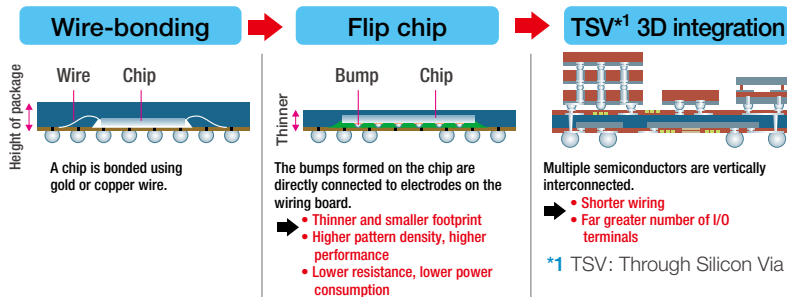 Wire-bonding
Flip chip
TSV*1 3D integration
Height of package
Wire
Chip
A chip is bonded using
gold or copper wire.
Thinner
Bump
Chip
The bumps formed on the chip are
directly connected to electrodes on the
wiring board.
• Thinner and smaller footprint
• Higher pattern density, higher
performance
• Lower resistance, lower power
consumption
Multiple semiconductors are vertically
interconnected.
• Shorter wiring
• Far greater number of I/O
terminals
*1 TSV: Through Silicon Via